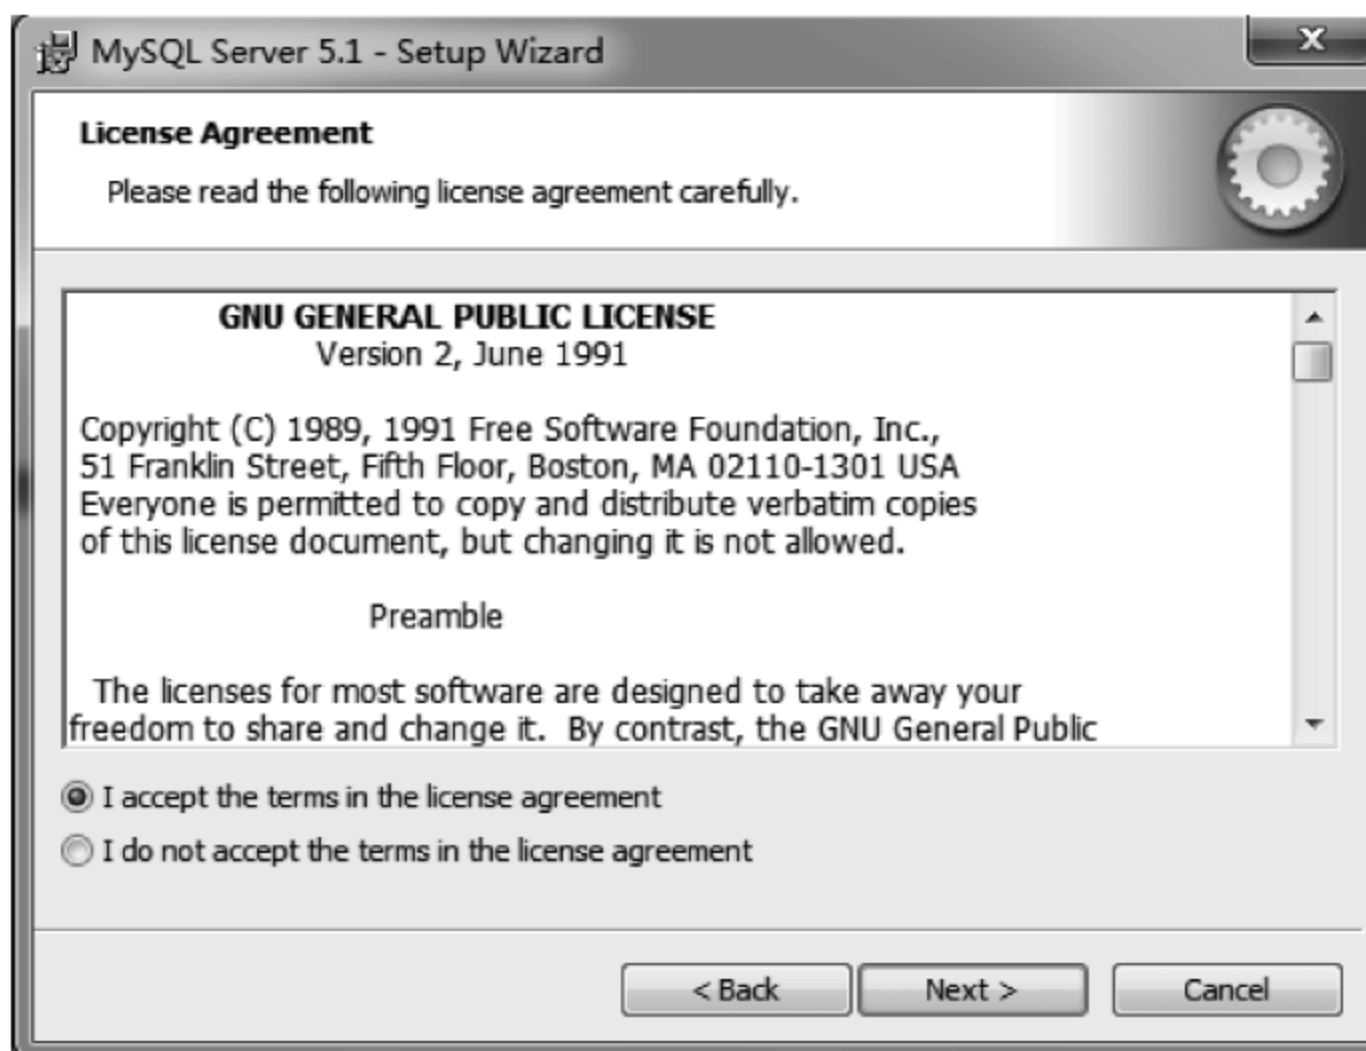 MySQL Server 5.1 - Setup Wizard
License Agreement
Please read the following license agreement carefully.
GNU GENERAL PUBLIC LICENSE
Version 2, June 1991
Copyright (C) 1989, 1991 Free Software Foundation, Inc.,
51 Franklin Street, Fifth Floor, Boston, MA 02110-1301 USA
Everyone is permitted to copy and distribute verbatim copies
of this license document, but changing it is not allowed.
Preamble
The licenses for most software are designed to take away your
freedom to share and change it.  By contrast, the GNU General Public
I accept the terms in the license agreement
I do not accept the terms in the license agreement
< Back
Next >
Cancel